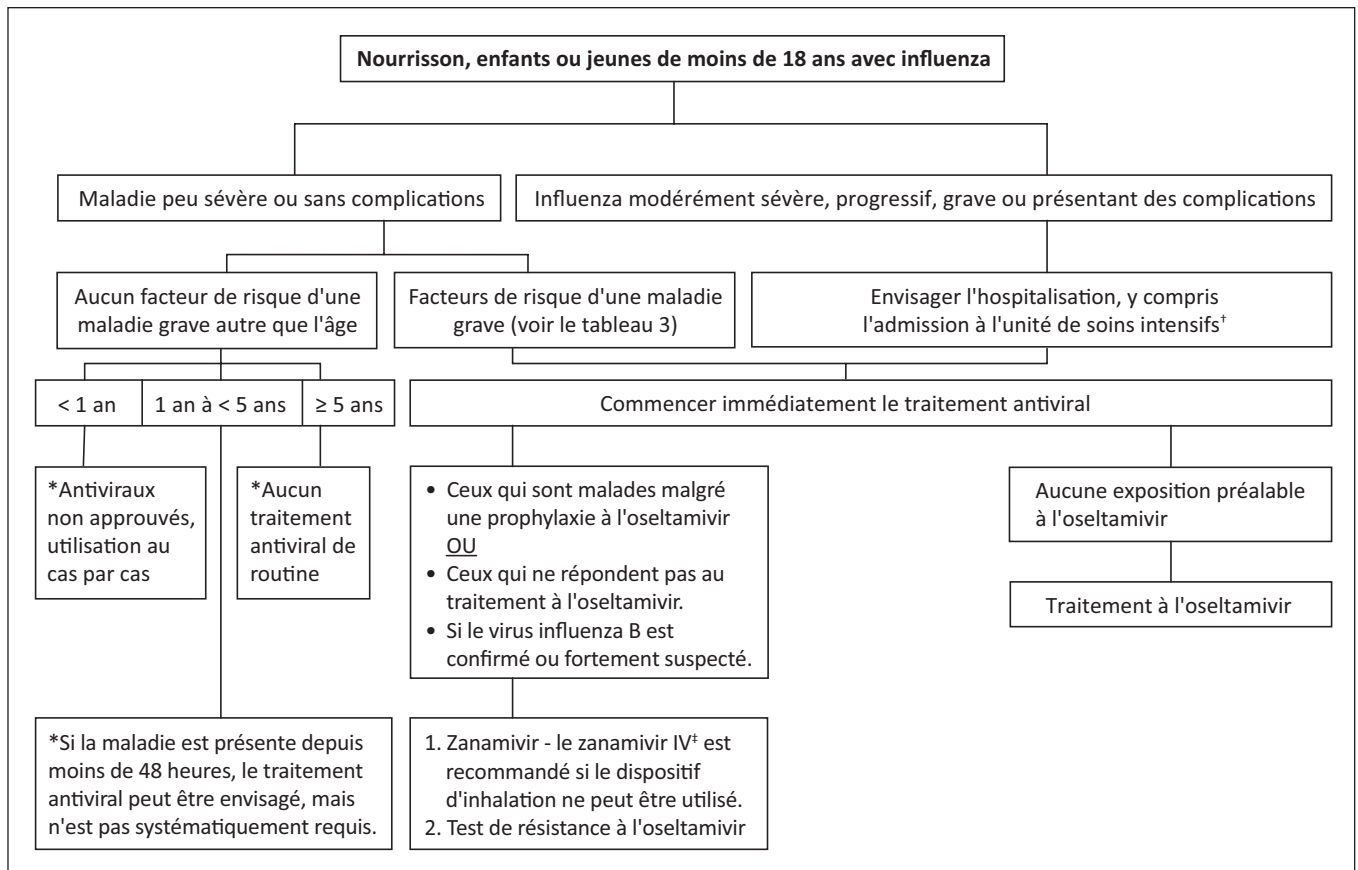 Nourrisson, enfants ou jeunes de moins de 18 ans avec influenza
Maladie peu sévère ou sans complications
Influenza modérément sévère, progressif, grave ou présentant des complications
Aucun facteur de risque d'une
maladie grave autre que l'âge
Facteurs de risque d'une maladie
grave (voir le tableau 3)
Envisager l'hospitalisation, y compris
l'admission à l'unité de soins intensifs†
< 1 an
1 an à < 5 ans
≥ 5 ans
Commencer immédiatement le traitement antiviral
*Antiviraux
non approuvés,
utilisation au
cas par cas
*Aucun
traitement
antiviral de
routine
• Ceux qui sont malades malgré
une prophylaxie à l'oseltamivir
OU
• Ceux qui ne répondent pas au
traitement à l'oseltamivir.
• Si le virus influenza B est
confirmé ou fortement suspecté.
Aucune exposition préalable
à l'oseltamivir
Traitement à l'oseltamivir
*Si la maladie est présente depuis
moins de 48 heures, le traitement
antiviral peut être envisagé, mais
n'est pas systématiquement requis.
1. Zanamivir - le zanamivir IV‡ est
recommandé si le dispositif
d'inhalation ne peut être utilisé.
2. Test de résistance à l'oseltamivir